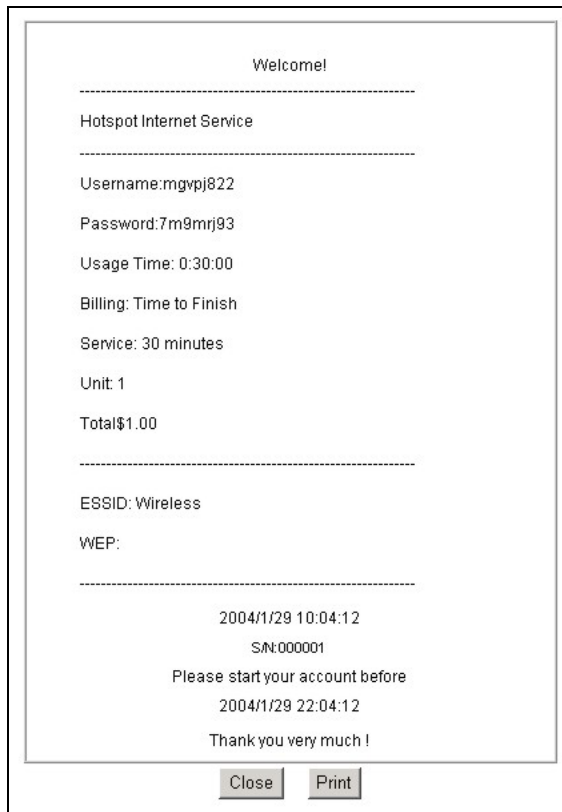 Welcome!
----------------------------------------------------------------
Hotspot Internet Service
----------------------------------------------------------------
Username:mgvpj822
Password:7m9mrj93
Usage Time: 0:30:00
Billing: Time to Finish
Service: 30 minutes
Unit: 1
Total$1.00
----------------------------------------------------------------
ESSID: Wireless
WEP:
----------------------------------------------------------------
2004/1/29 10:04:12
S/N:000001
Please start your account before
2004/1/29 22:04:12
Thank you very much !
Close Print